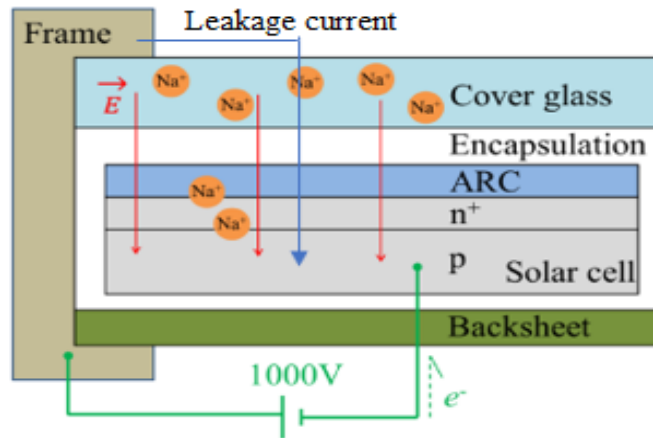 Frame
Leakage current
E
Na⁺ Na⁺ Na⁺ Na⁺ Na⁺
Cover glass
Encapsulation
Na⁺ ARC
Na⁺ n⁺
p
Solar cell
Backsheet
1000V
e⁻